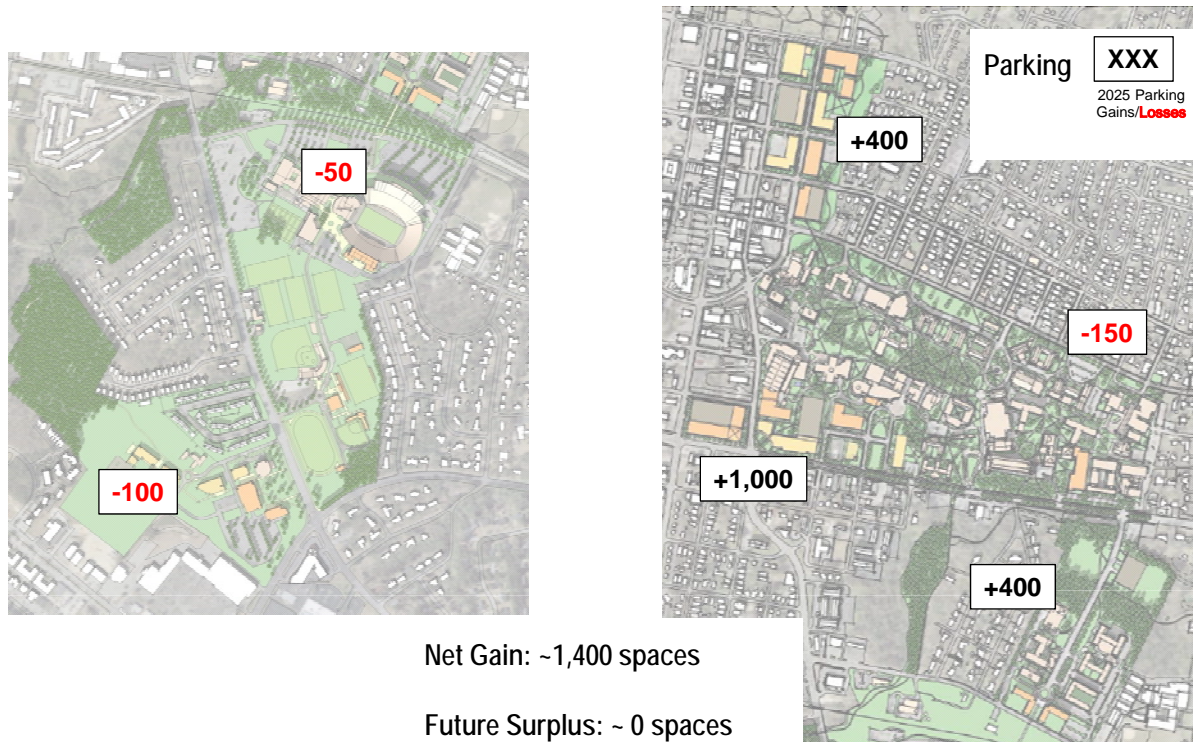 Parking
XXX
2025 Parking
Gains/Losses
+400
-50
-150
-100
+1,000
+400
Net Gain: ~1,400 spaces
Future Surplus: ~ 0 spaces